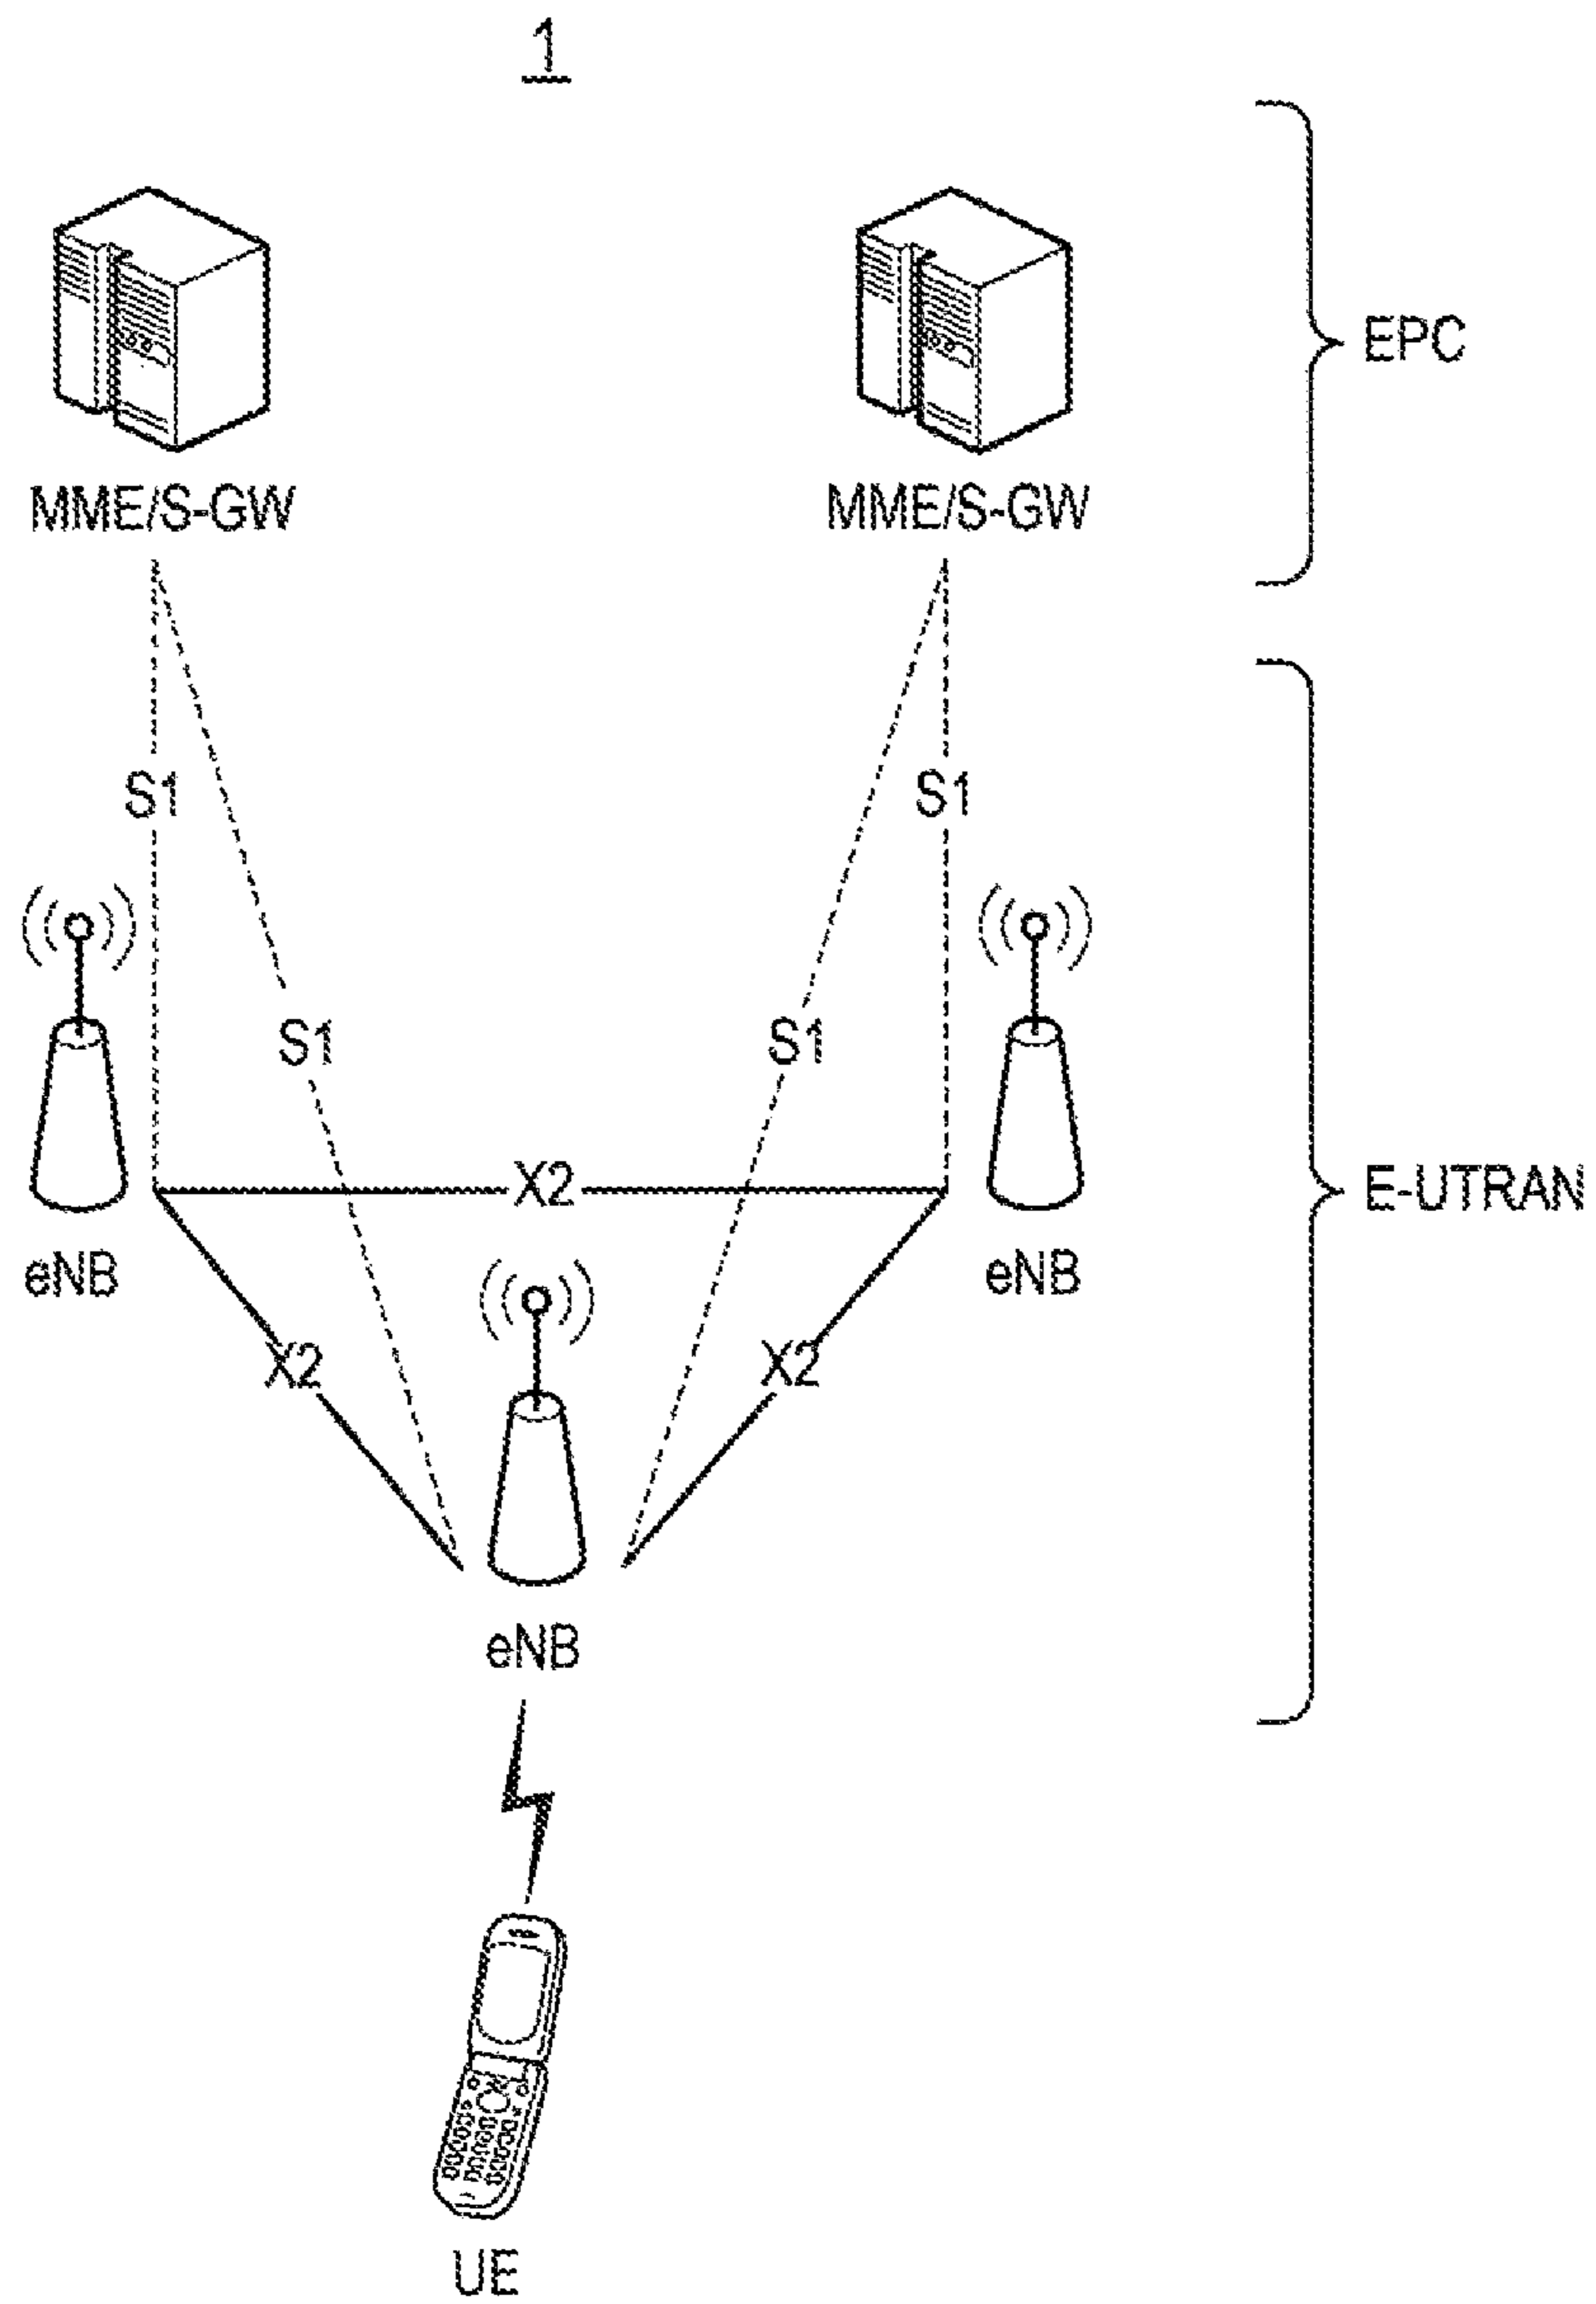 1
EPC
MME/S-GW
MME/S-GW
S1
S1
S1
S1
X2
E-UTRAN
eNB
eNB
X2
X2
eNB
UE